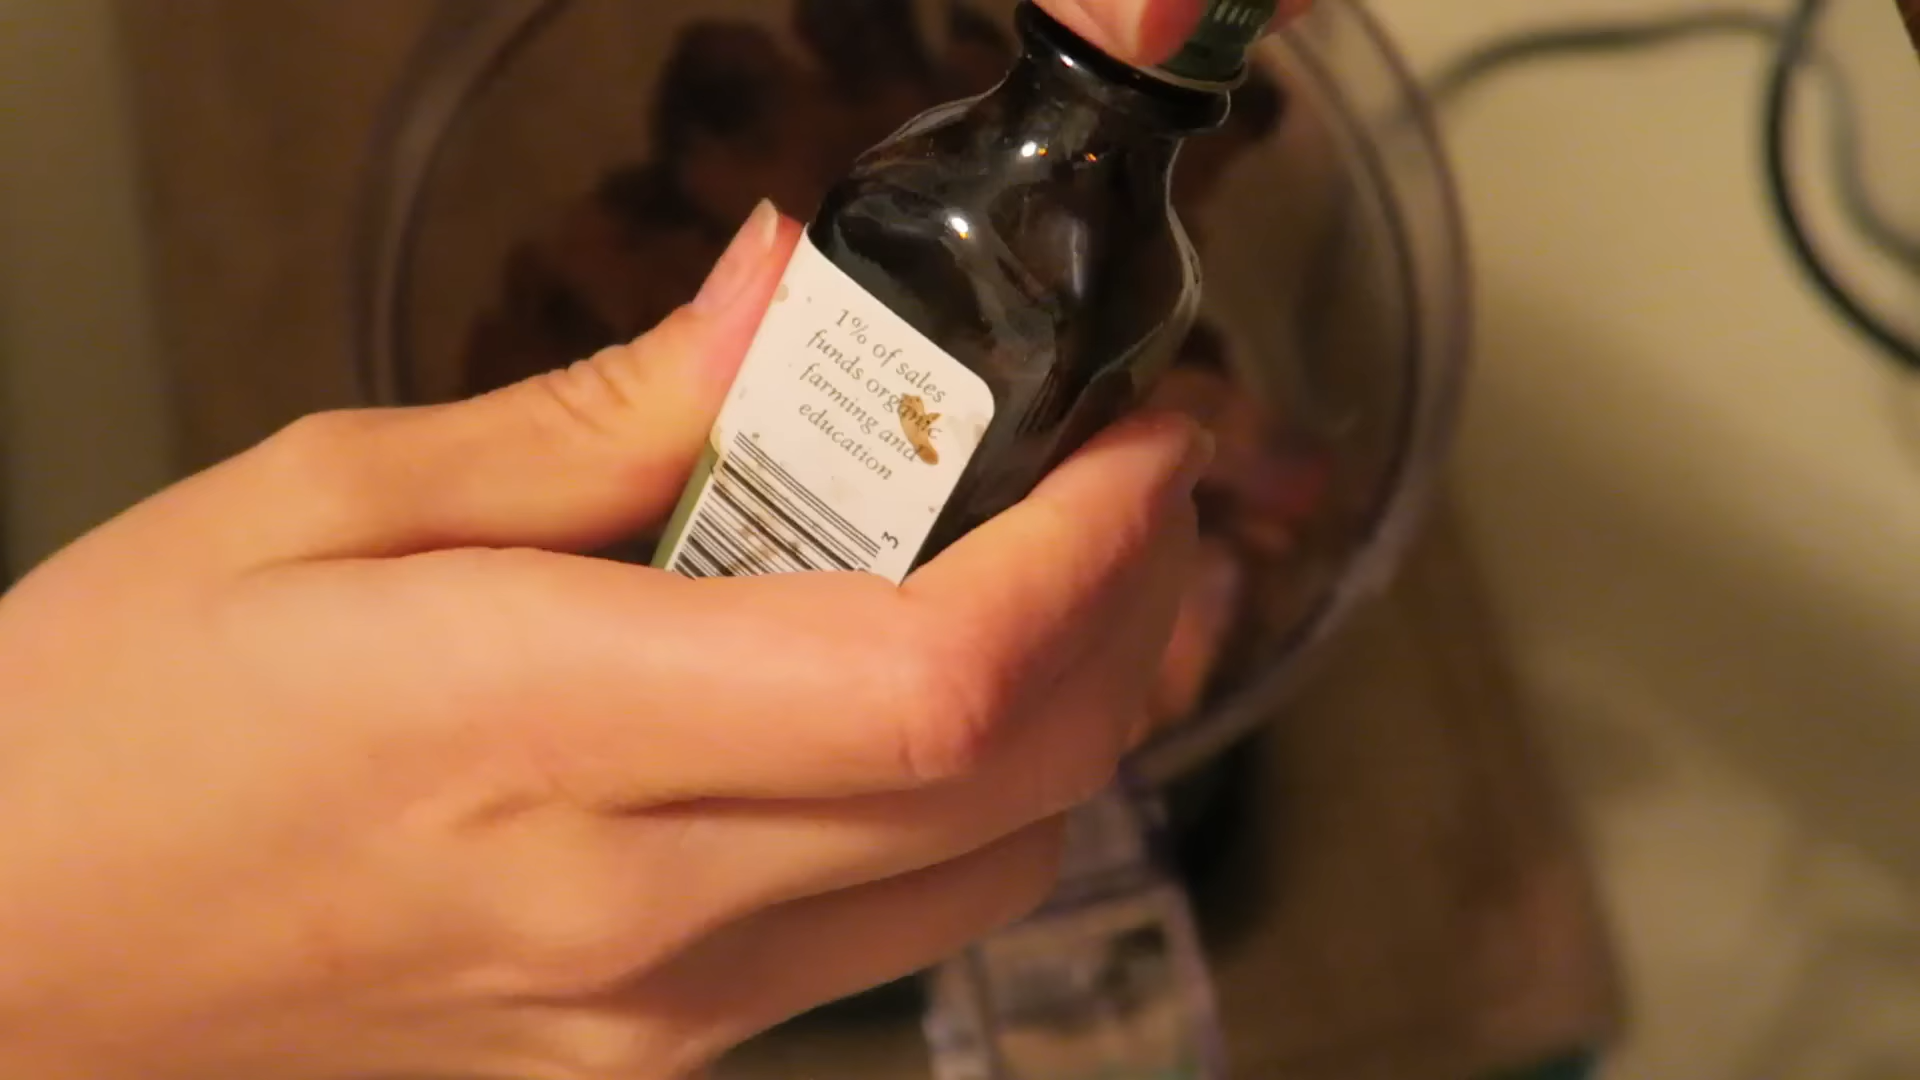 1% of sales
funds organic
farming and
education
3